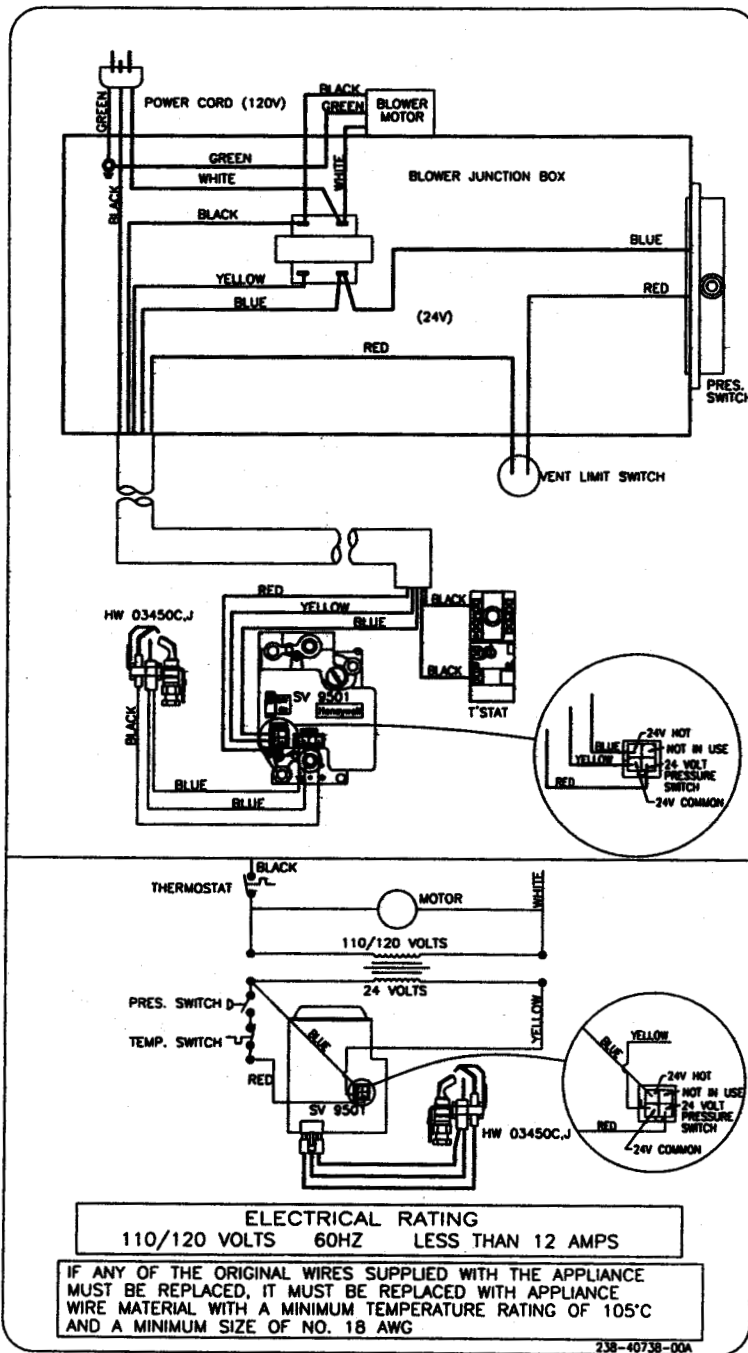 BLACK
GREEN
BLOWER
MOTOR
POWER CORD (120V)
GREEN
GREEN
WHITE
WHITE
BLOWER JUNCTION BOX
BLACK
BLACK
BLUE
YELLOW
RED
BLUE
(24V)
RED
PRES.
SWITCH
VENT LIMIT SWITCH
RED
YELLOW
BLUE
BLACK
HW 03450C,J
BLACK
SV 9501
Honeywell
T'STAT
BLACK
BLUE
BLUE
24V HOT
BLUE
NOT IN USE
YELLOW
24 VOLT
PRESSURE
SWITCH
RED
24V COMMON
BLACK
THERMOSTAT
MOTOR
WHITE
110/120 VOLTS
24 VOLTS
PRES. SWITCH
TEMP. SWITCH
BLUE
YELLOW
RED
SV 9501
HW 03450C,J
BLUE
YELLOW
24V HOT
NOT IN USE
24 VOLT
PRESSURE
SWITCH
RED
24V COMMON
ELECTRICAL RATING
110/120 VOLTS 60HZ LESS THAN 12 AMPS
IF ANY OF THE ORIGINAL WIRES SUPPLIED WITH THE APPLIANCE
MUST BE REPLACED, IT MUST BE REPLACED WITH APPLIANCE
WIRE MATERIAL WITH A MINIMUM TEMPERATURE RATING OF 105°C
AND A MINIMUM SIZE OF NO. 18 AWG
238-40738-00A